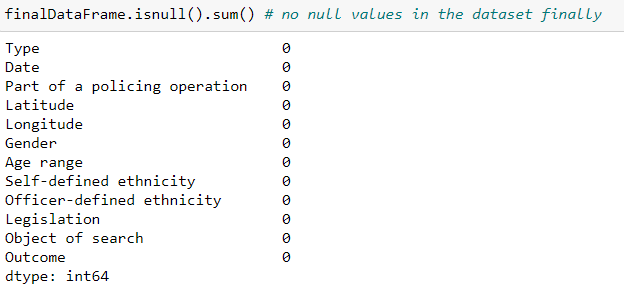 finalDataFrame.isnull().sum() # no null values in the dataset finally
Type 0
Date 0
Part of a policing operation 0
Latitude 0
Longitude 0
Gender 0
Age range 0
Self-defined ethnicity 0
Officer-defined ethnicity 0
Legislation 0
Object of search 0
Outcome 0
dtype: int64